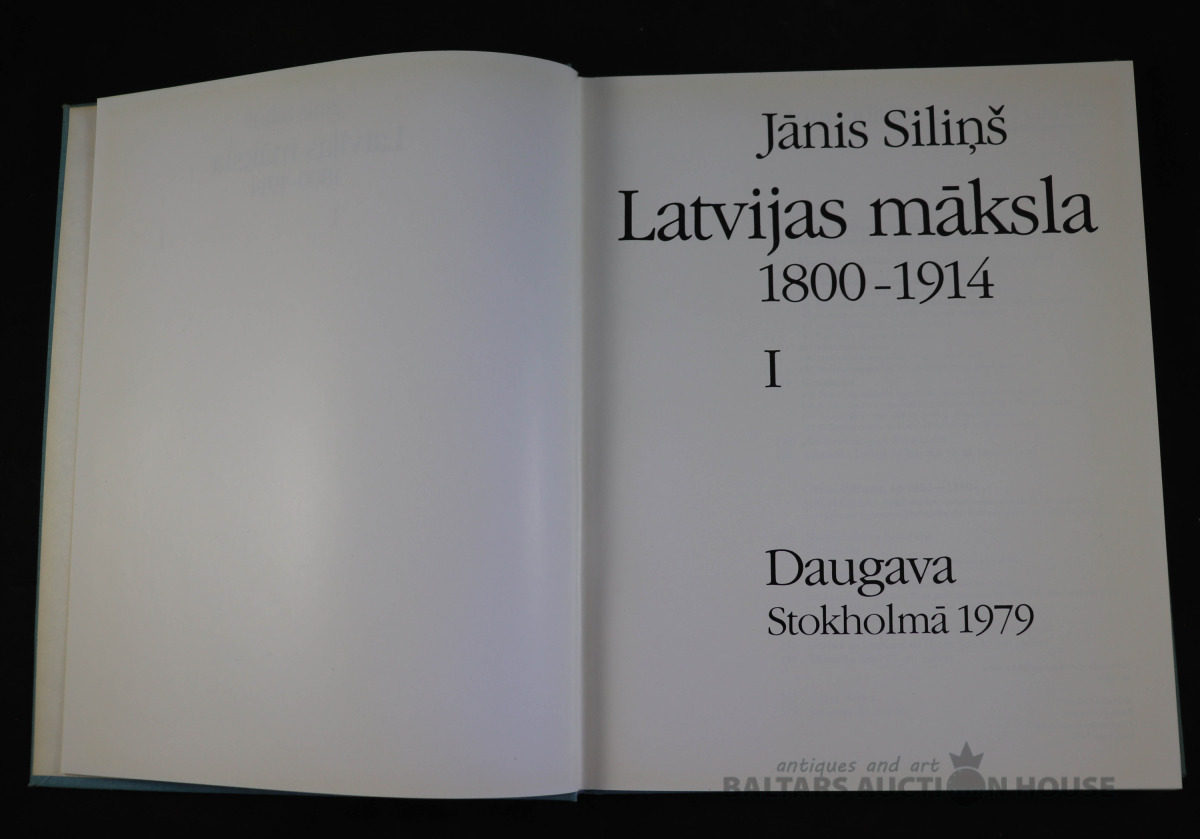 Jānis Siliņš
Latvijas māksla
1800-1914
I
Daugava
Stokholmā 1979
antiques and art
BALTARS AUCTION HOUSE